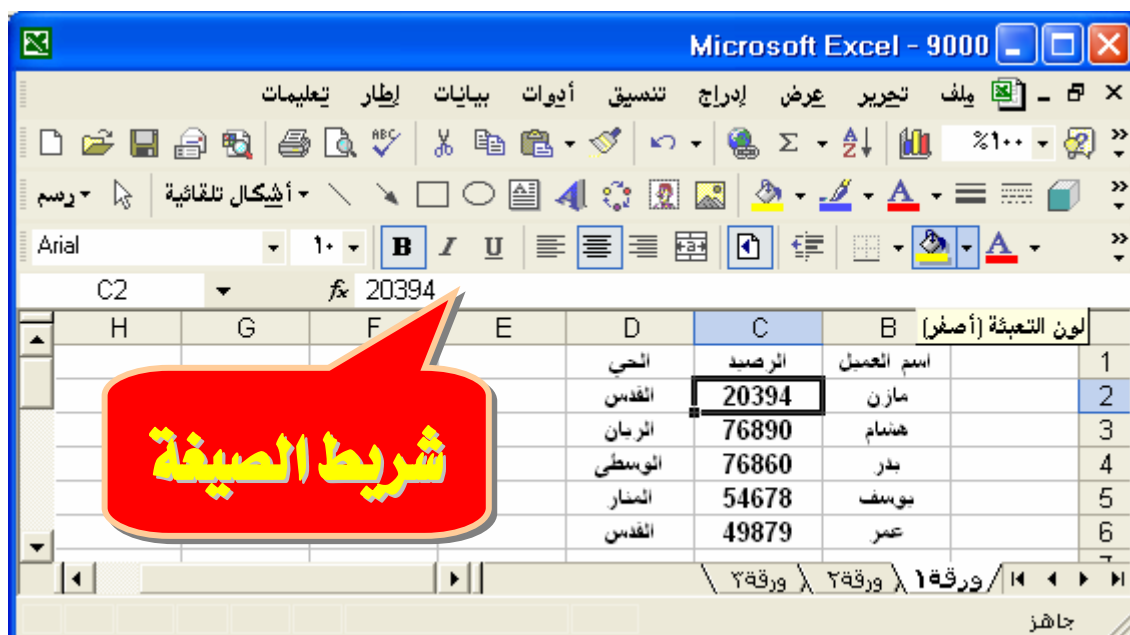 Microsoft Excel - 9000
ملف تحرير عرض إدراج تنسيق أدوات بيانات إطار تعليمات
ABC Σ A Z %١٠٠
رسم أشكال تلقائية A A
Arial ١٠ B I U a A
C2 fx 20394
لون التعبئة (أصفر)
B C D E F G H
1 اسم العميل الرصيد الحي
2 مازن 20394 القدس
3 هشام 76890 الريان
4 بدر 76860 الوسطى
5 يوسف 54678 المنار
6 عمر 49879 القدس
شريط الصيغة
ورقة١ ورقة٢ ورقة٣
جاهز